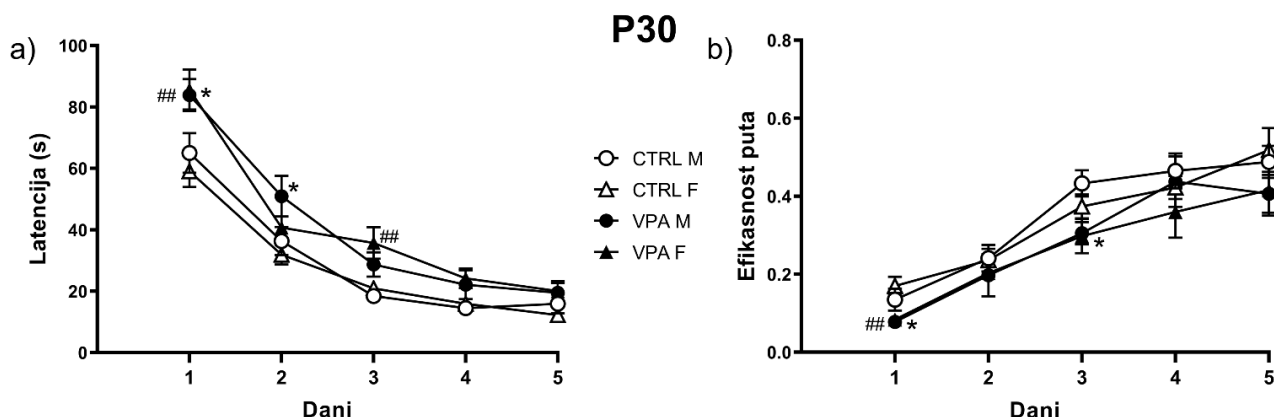 P30
a)
Latencija (s)
100
80
60
40
20
0
## *
*
##
1 2 3 4 5
Dani
CTRL M
CTRL F
VPA M
VPA F
b)
Efikasnost puta
0.8
0.6
0.4
0.2
0.0
## *
*
1 2 3 4 5
Dani